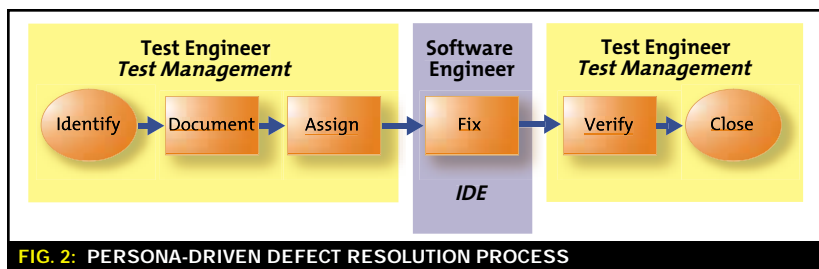 Test Engineer
Test Management
Software
Engineer
Test Engineer
Test Management
Identify
Document
Assign
Fix
Verify
Close
IDE
FIG. 2: PERSONA-DRIVEN DEFECT RESOLUTION PROCESS